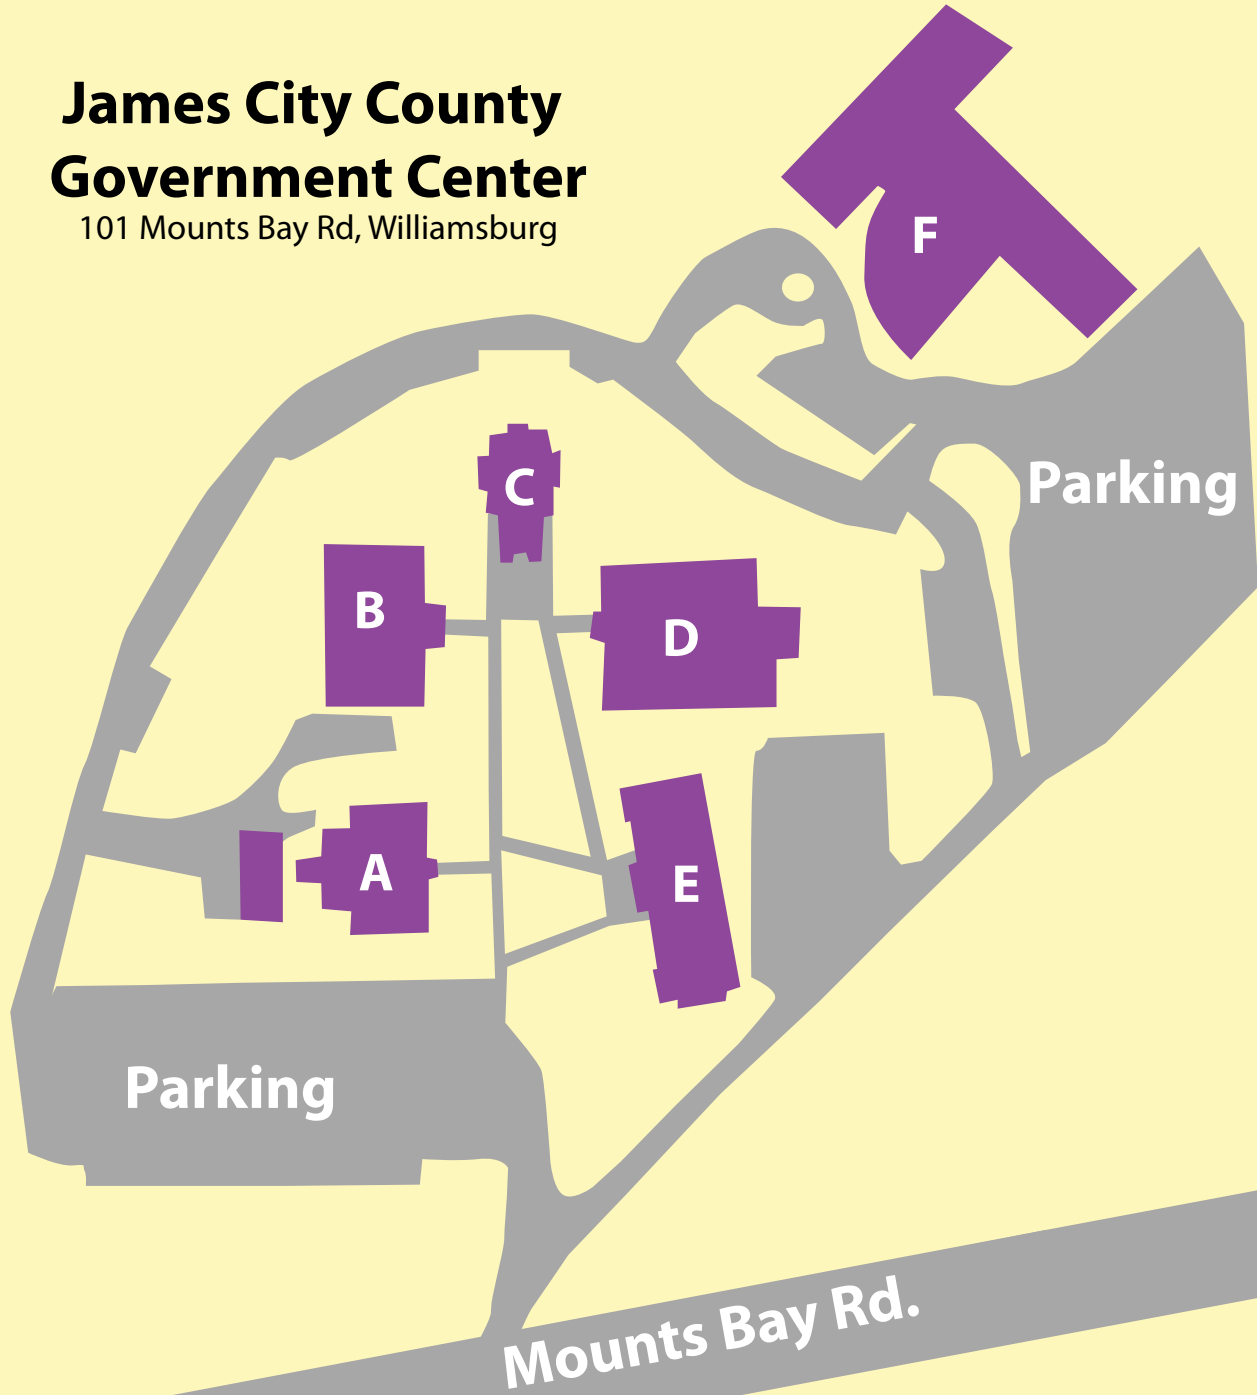 James City County
Government Center
101 Mounts Bay Rd, Williamsburg
F
Parking
C
B
D
A
E
Parking
Mounts Bay Rd.